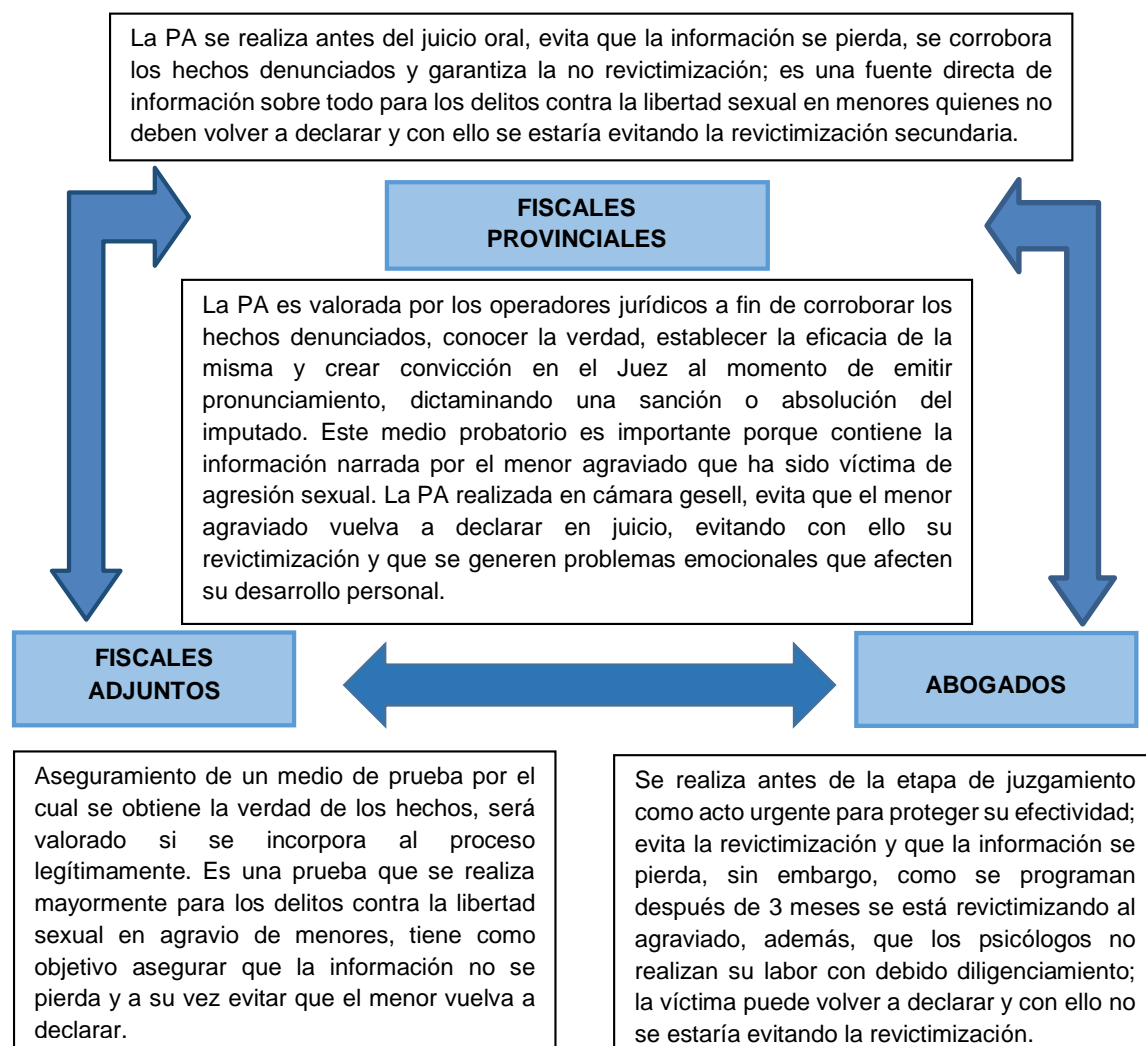 La PA se realiza antes del juicio oral, evita que la información se pierda, se corrobora
los hechos denunciados y garantiza la no revictimización; es una fuente directa de
información sobre todo para los delitos contra la libertad sexual en menores quienes no
deben volver a declarar y con ello se estaría evitando la revictimización secundaria.
FISCALES
PROVINCIALES
La PA es valorada por los operadores jurídicos a fin de corroborar los
hechos denunciados, conocer la verdad, establecer la eficacia de la
misma y crear convicción en el Juez al momento de emitir
pronunciamiento, dictaminando una sanción o absolución del
imputado. Este medio probatorio es importante porque contiene la
información narrada por el menor agraviado que ha sido víctima de
agresión sexual. La PA realizada en cámara gesell, evita que el menor
agraviado vuelva a declarar en juicio, evitando con ello su
revictimización y que se generen problemas emocionales que afecten
su desarrollo personal.
FISCALES
ADJUNTOS
ABOGADOS
Aseguramiento de un medio de prueba por el
cual se obtiene la verdad de los hechos, será
valorado si se incorpora al proceso
legítimamente. Es una prueba que se realiza
mayormente para los delitos contra la libertad
sexual en agravio de menores, tiene como
objetivo asegurar que la información no se
pierda y a su vez evitar que el menor vuelva a
declarar.
Se realiza antes de la etapa de juzgamiento
como acto urgente para proteger su efectividad;
evita la revictimización y que la información se
pierda, sin embargo, como se programan
después de 3 meses se está revictimizando al
agraviado, además, que los psicólogos no
realizan su labor con debido diligenciamiento;
la víctima puede volver a declarar y con ello no
se estaría evitando la revictimización.